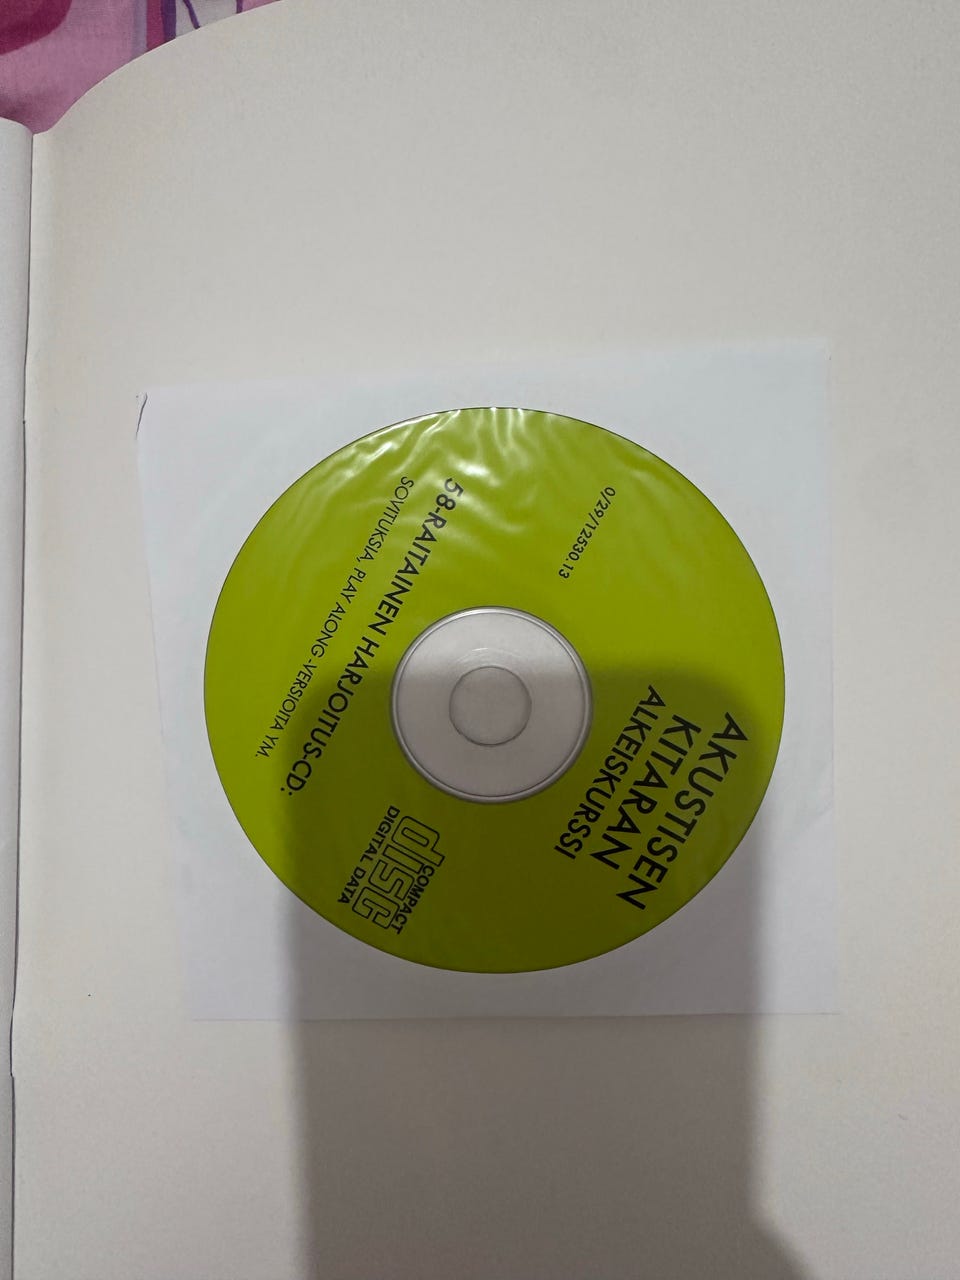 AKUSTISEN
KITARAN
ALKEISKURSSI
0/29/12530.13
58-RAITAINEN HARJOITUS-CD:
SOVITUKSIA, PLAY ALONG -VERSIOITA YM.
COMPACT
disc
DIGITAL DATA